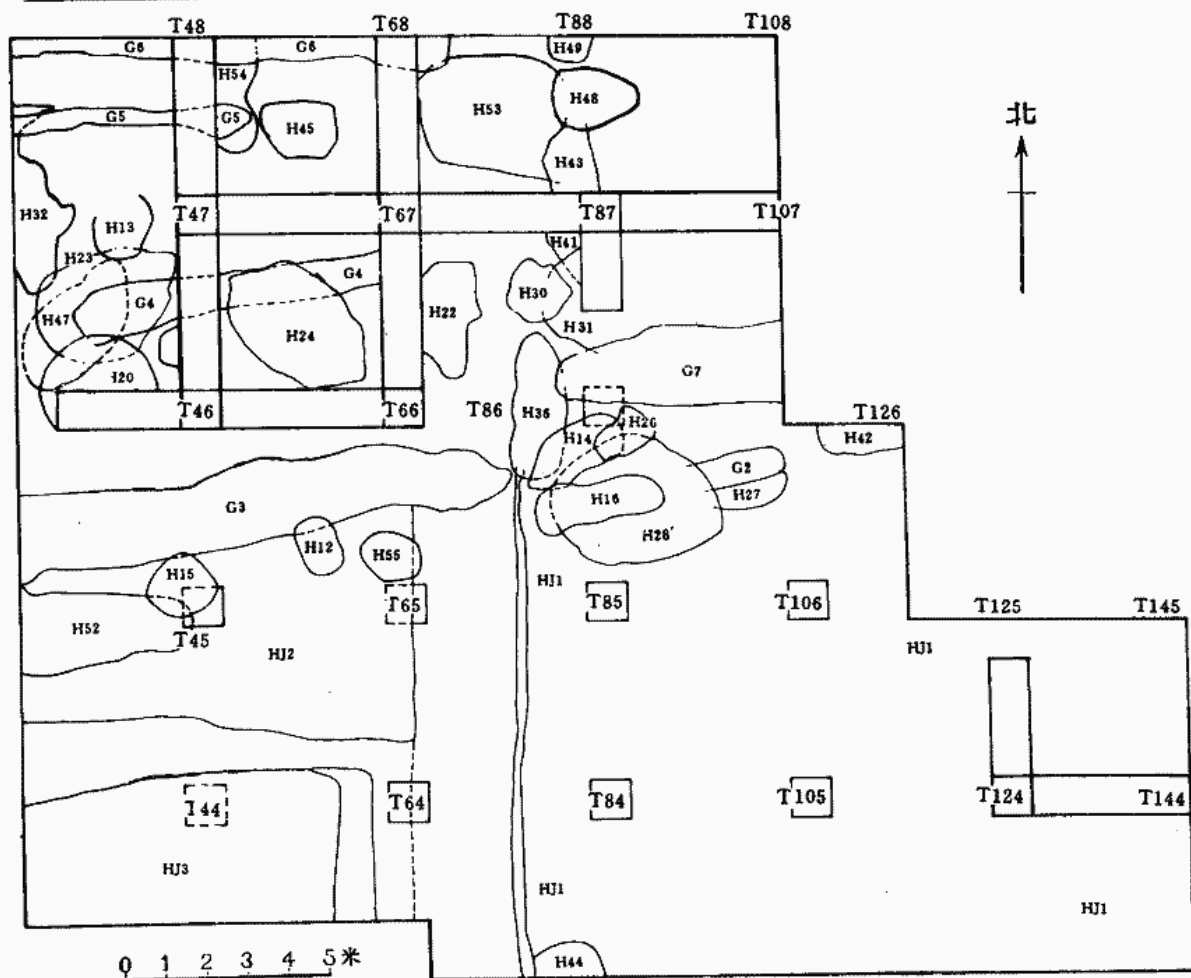 T48 T68 T88 T108
G6 G6 H49
H54
G5 G5 H45 H53 H48
北
H43
H32 H13 T47 T67 T87 T107
H23 H41
G4 G4 H30
H47 H22 H31
H24
G7
H20
T46 T66 T86 H36 H26 T126
H14 H42
G2
G3 H16 H27
H28
H12 H55
H15 HJ1
T65 T85 T106 T125 T145
H52 T45
HJ2 HJ1
T44 T64 T84 T105 T124 T144
HJ3 HJ1 HJ1
H44
0 1 2 3 4 5米